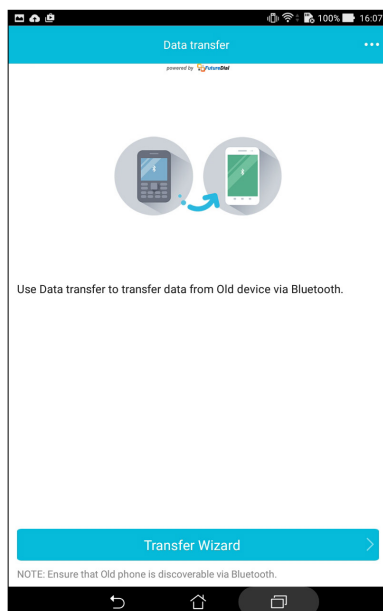 100% 16:07
Data transfer
powered by FutureDial
Use Data transfer to transfer data from Old device via Bluetooth.
Transfer Wizard
NOTE: Ensure that Old phone is discoverable via Bluetooth.